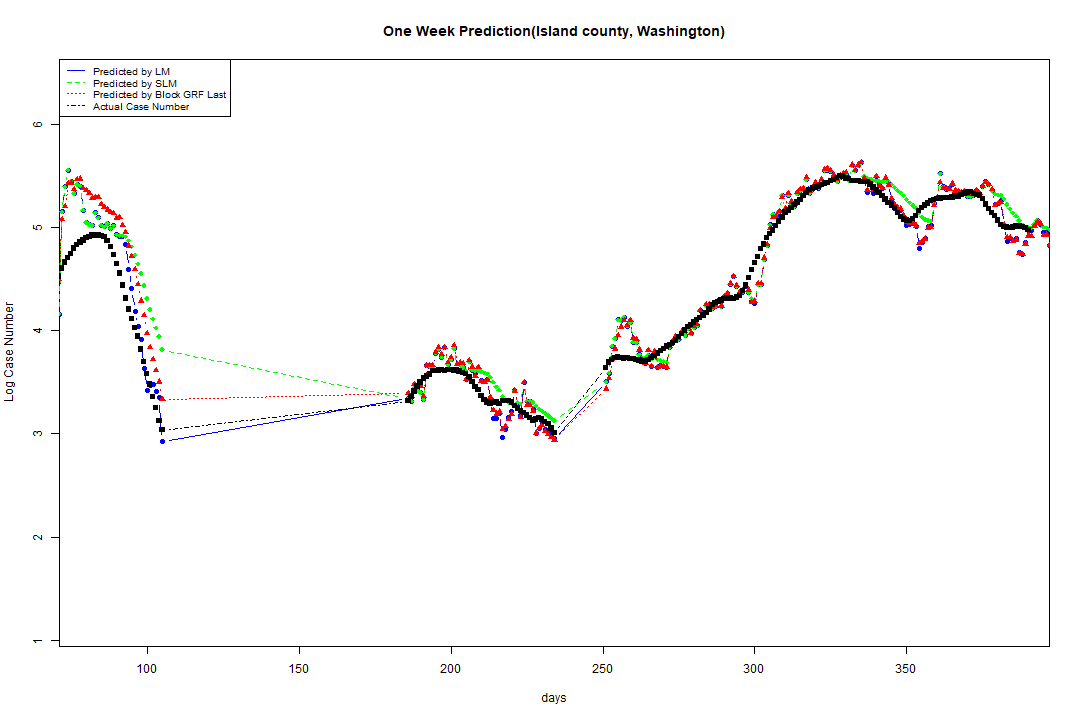 One Week Prediction(Island county, Washington)
Predicted by LM
Predicted by SLM
Predicted by Block GRF Last
Actual Case Number
6
5
4
3
2
1
Log Case Number
100 150 200 250 300 350
days